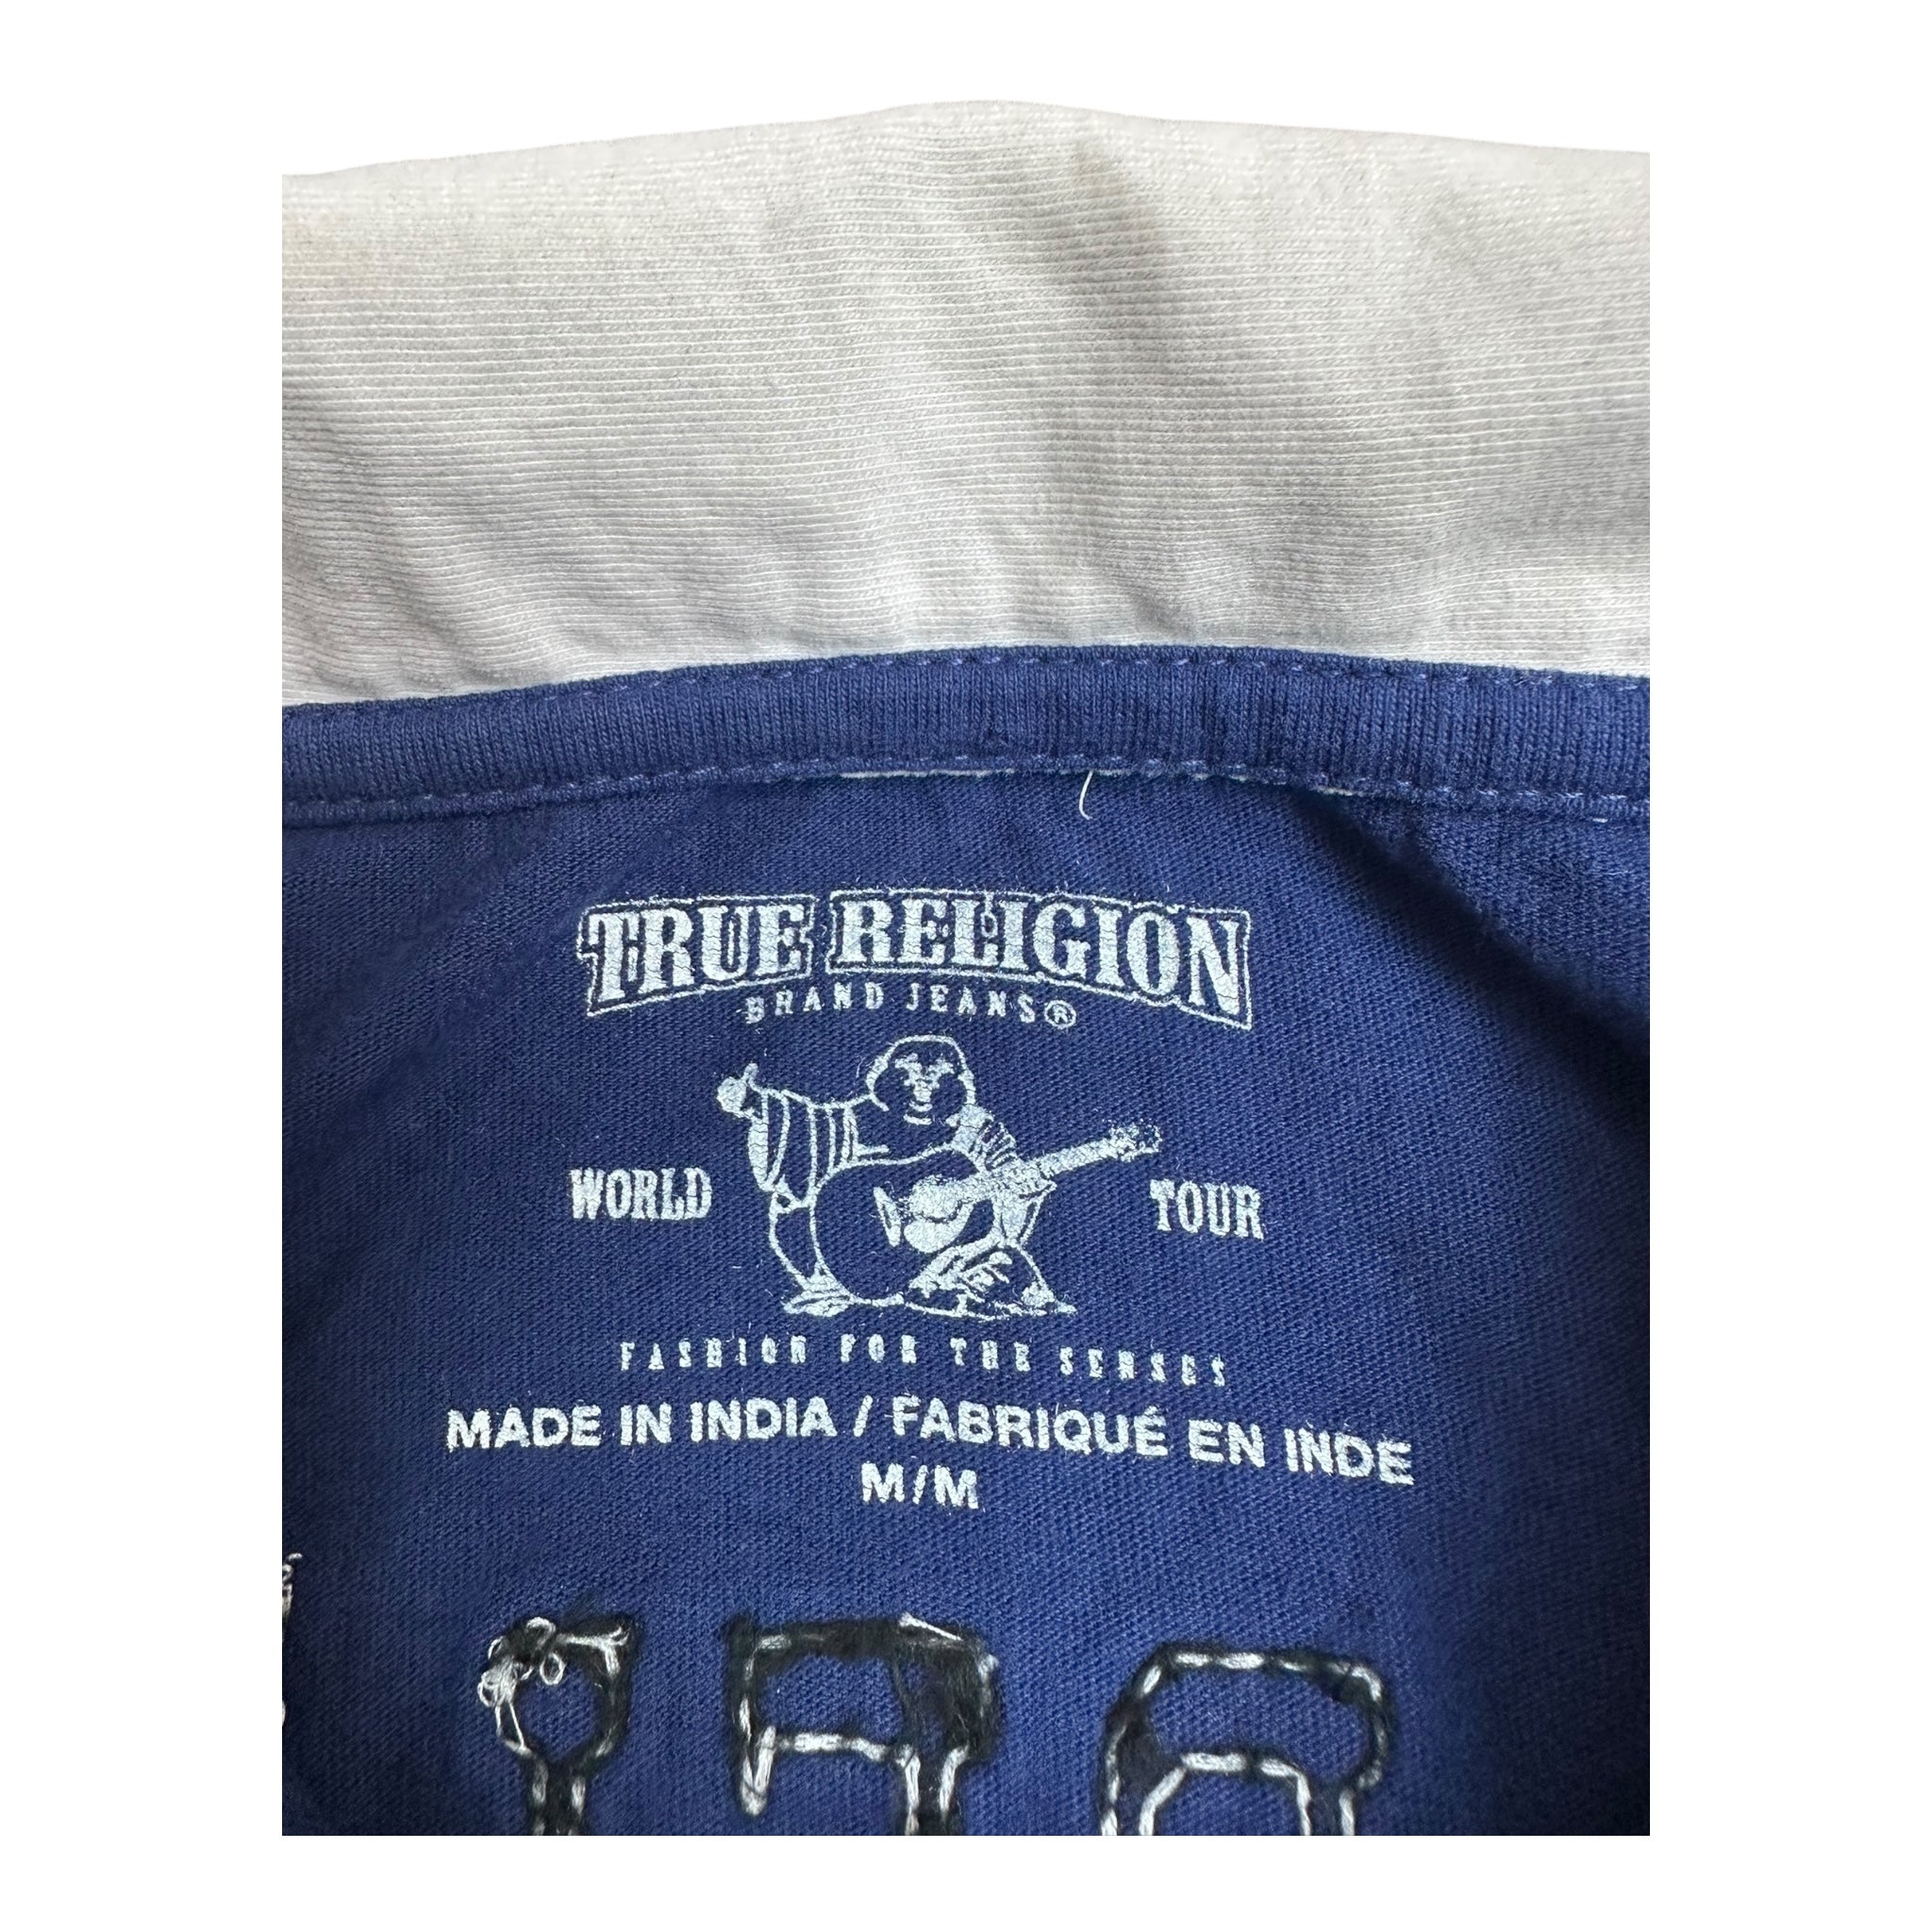 TRUE RELIGION
BRAND JEANS®
WORLD TOUR
FASHION FOR THE SENSES
MADE IN INDIA / FABRIQUÉ EN INDE
M/M